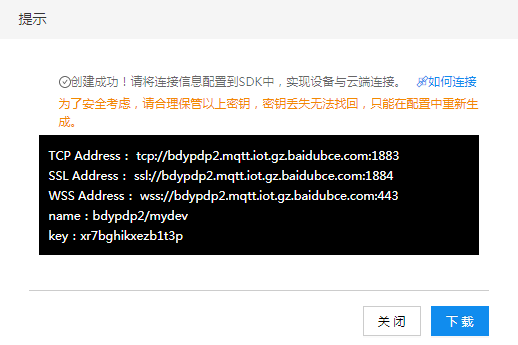 提示
创建成功！请将连接信息配置到SDK中，实现设备与云端连接。 如何连接
为了安全考虑，请合理保管以上密钥，密钥丢失无法找回，只能在配置中重新生
成。
TCP Address： tcp://bdypdp2.mqtt.iot.gz.baidubce.com:1883
SSL Address： ssl://bdypdp2.mqtt.iot.gz.baidubce.com:1884
WSS Address： wss://bdypdp2.mqtt.iot.gz.baidubce.com:443
name：bdypdp2/mydev
key：xr7bghikxezb1t3p
关闭 下载